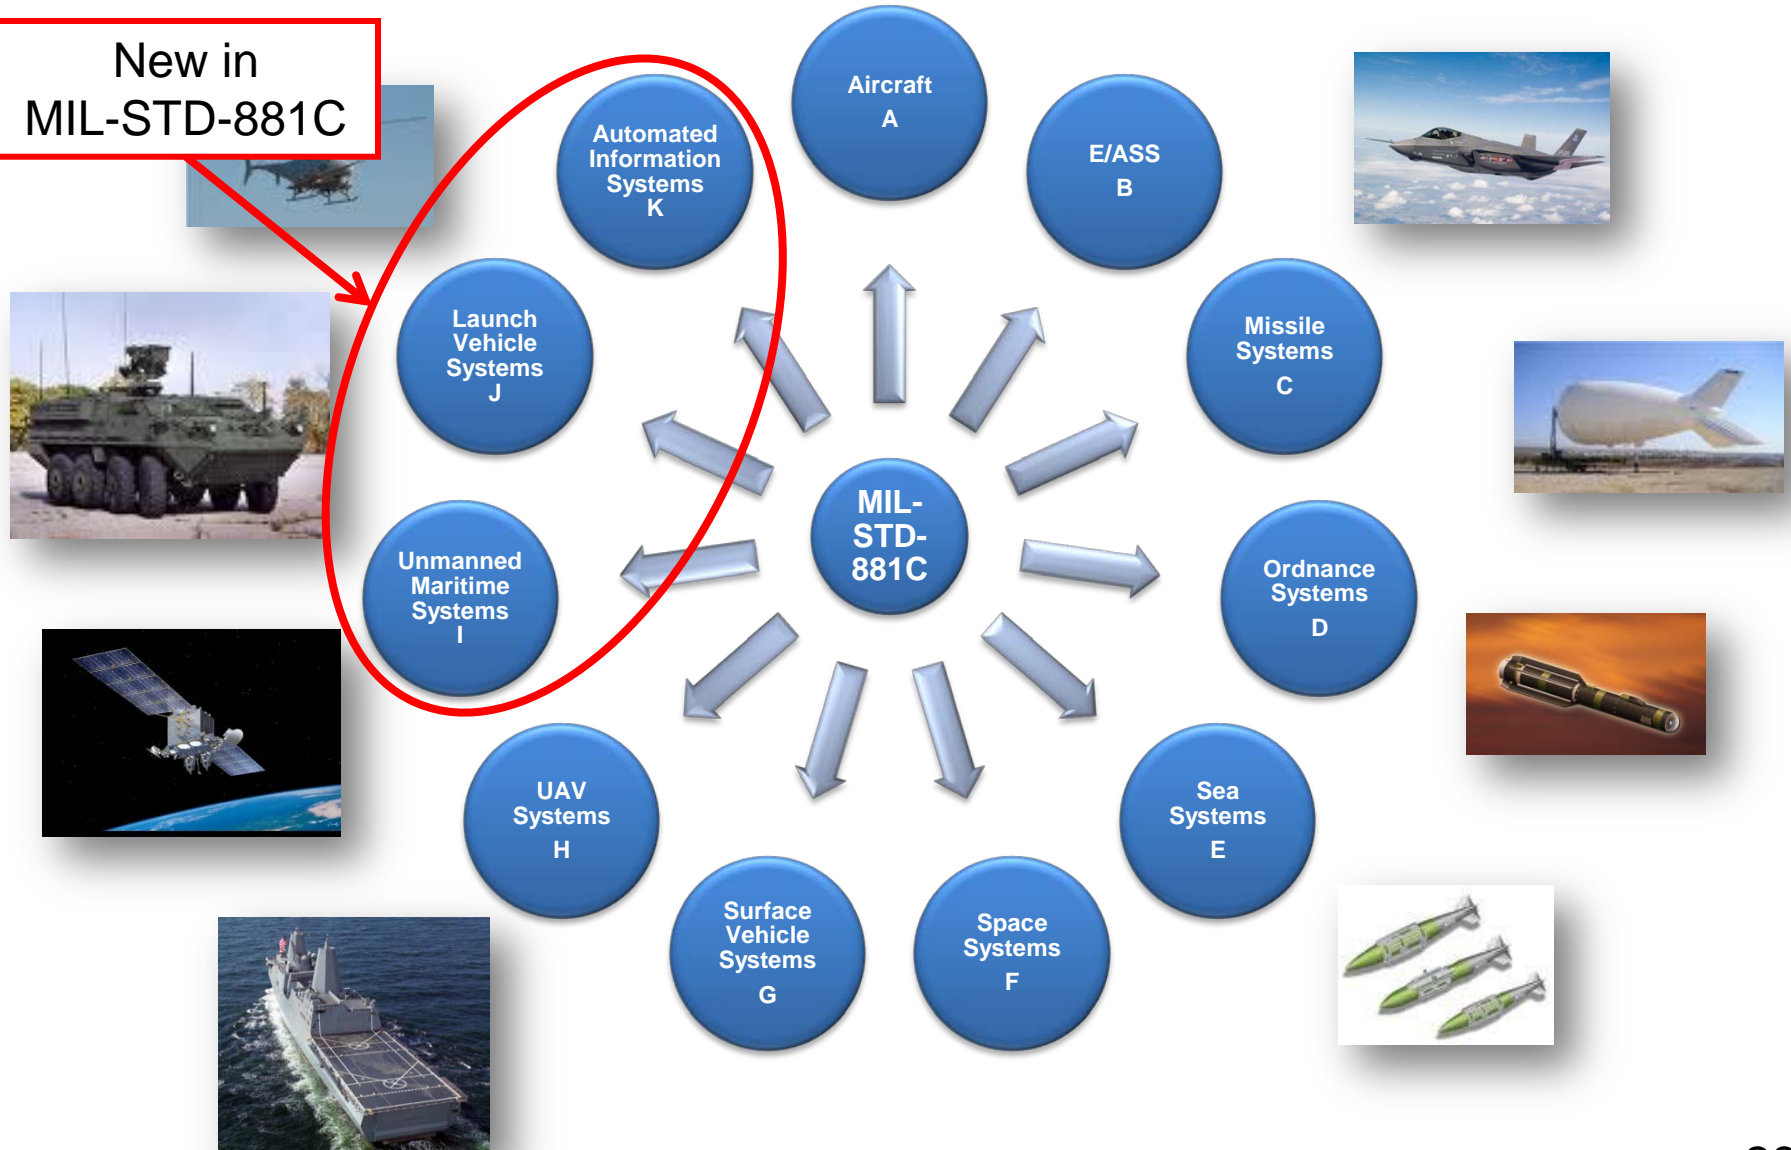 New in
MIL-STD-881C
Aircraft
A
E/ASS
B
Missile
Systems
C
Ordnance
Systems
D
Sea
Systems
E
Space
Systems
F
Surface
Vehicle
Systems
G
UAV
Systems
H
Unmanned
Maritime
Systems
I
Launch
Vehicle
Systems
J
Automated
Information
Systems
K
MIL-
STD-
881C